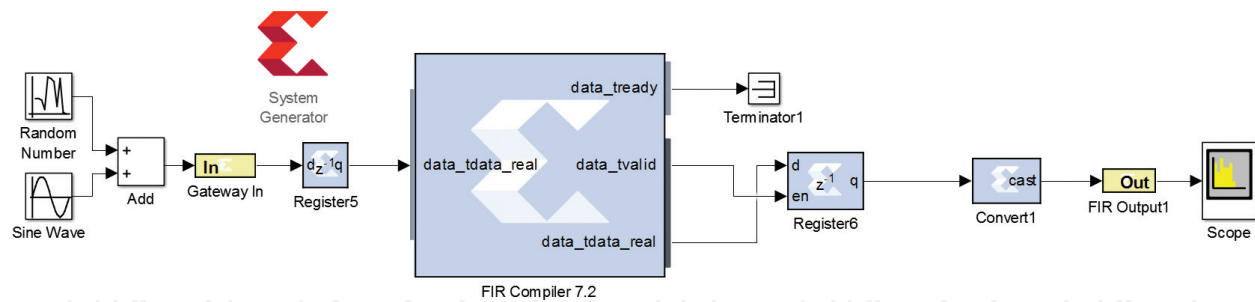 System
Generator
Random
Number
Sine Wave
+
+
Add
In
Gateway In
d z⁻¹ q
Register5
data_tdata_real
data_tready
data_tvalid
data_tdata_real
FIR Compiler 7.2
Terminator1
d
en
z⁻¹
q
Register6
cast
Convert1
Out
FIR Output1
Scope